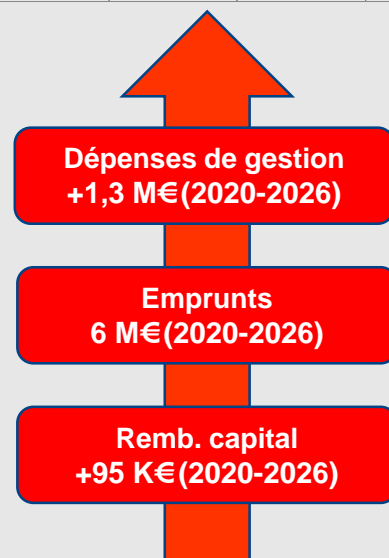 Dépenses de gestion
+1,3 M€(2020-2026)
Emprunts
6 M€(2020-2026)
Remb. capital
+95 K€(2020-2026)